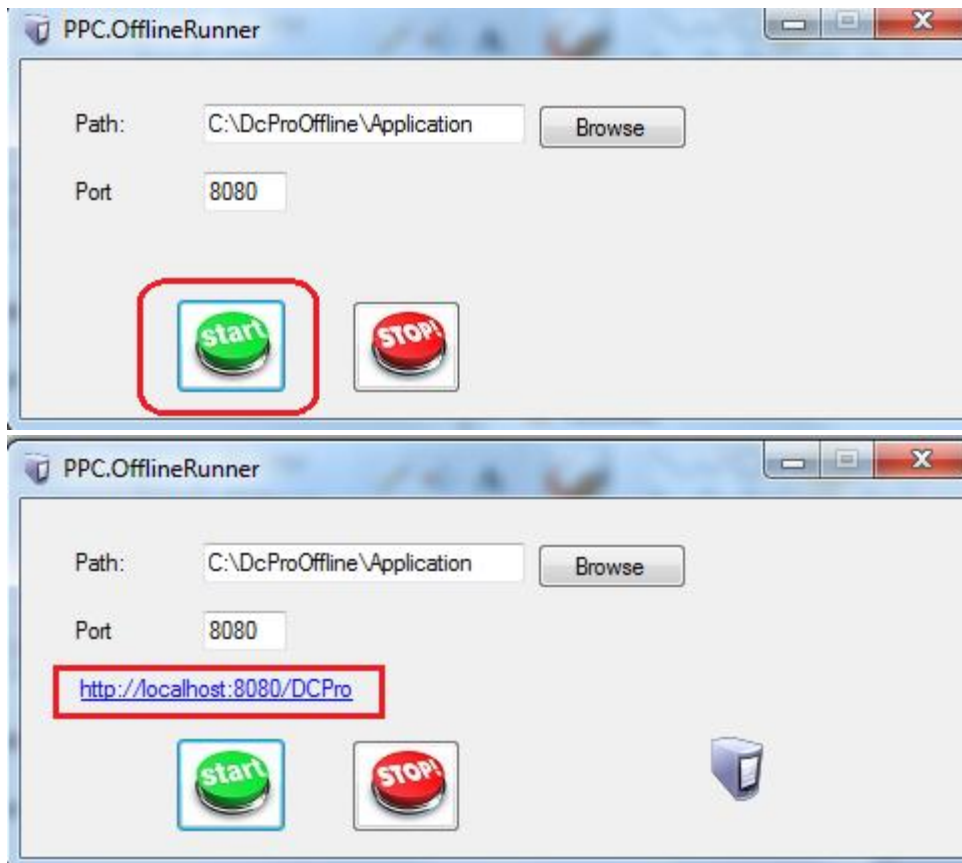 PPC.OfflineRunner
Path: C:\DcProOffline\Application Browse
Port 8080
start STOP!
PPC.OfflineRunner
Path: C:\DcProOffline\Application Browse
Port 8080
http://localhost:8080/DCPro
start STOP!